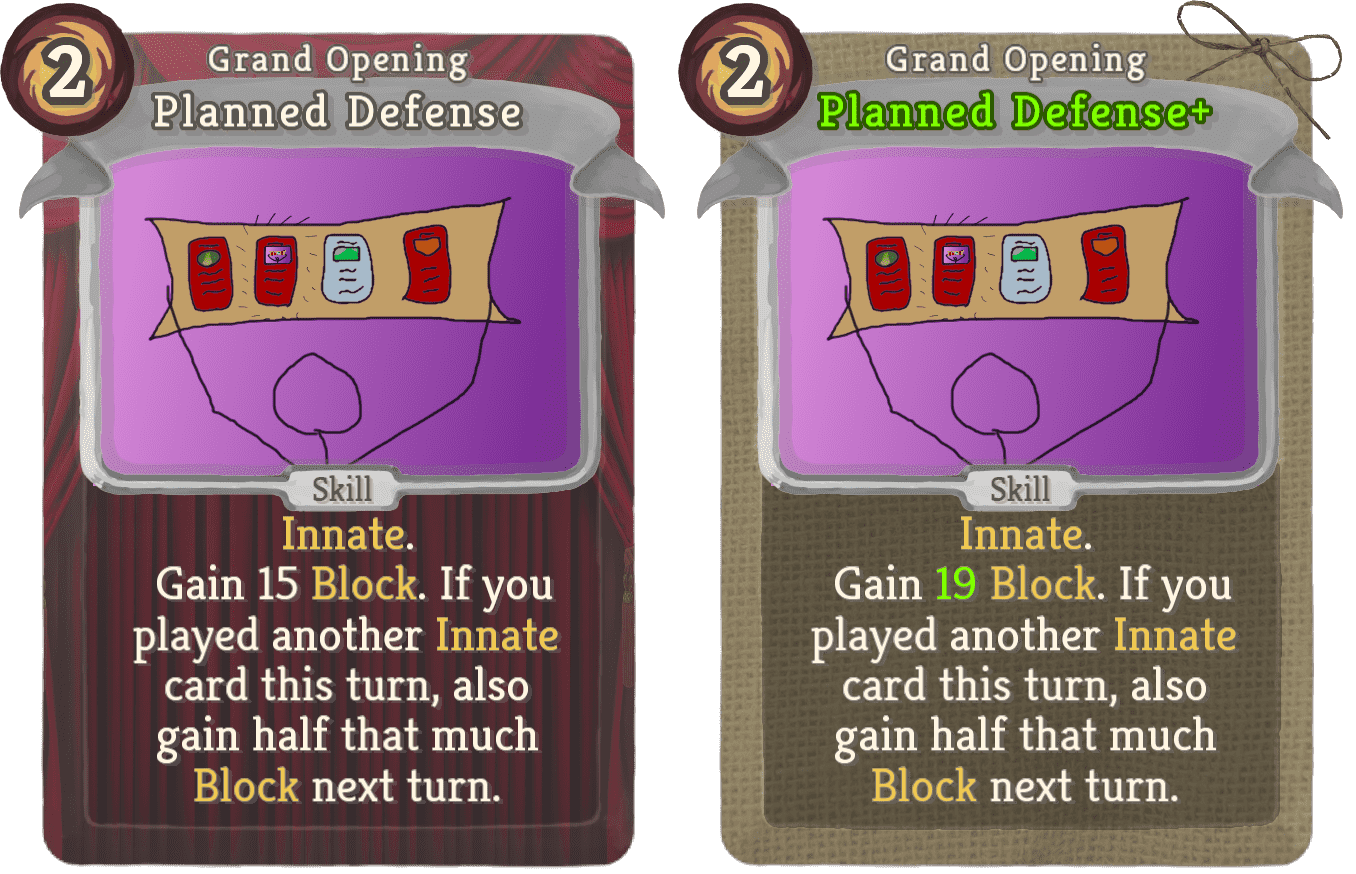 2
Grand Opening
Planned Defense
Skill
Innate.
Gain 15 Block. If you
played another Innate
card this turn, also
gain half that much
Block next turn.
2
Grand Opening
Planned Defense+
Skill
Innate.
Gain 19 Block. If you
played another Innate
card this turn, also
gain half that much
Block next turn.